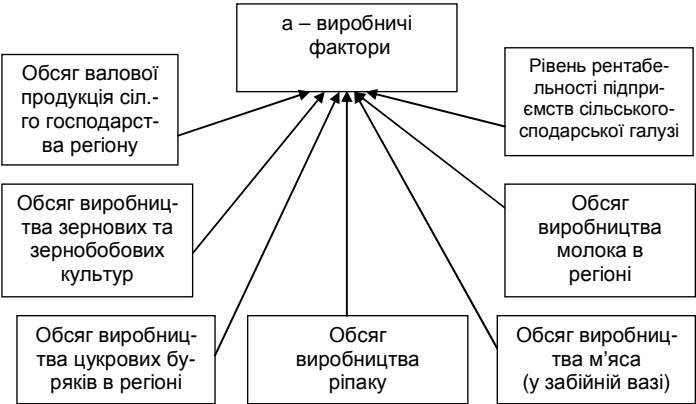 а – виробничі
фактори
Обсяг валової
продукція сіл.-
го господарст-
ва регіону
Рівень рентабе-
льності підпри-
ємств сільського-
сподарської галузі
Обсяг виробниц-
тва зернових та
зернобобових
культур
Обсяг
виробництва
молока в
регіоні
Обсяг виробниц-
тва цукрових бу-
ряків в регіоні
Обсяг
виробництва
ріпаку
Обсяг виробниц-
тва м’яса
(у забійній вазі)